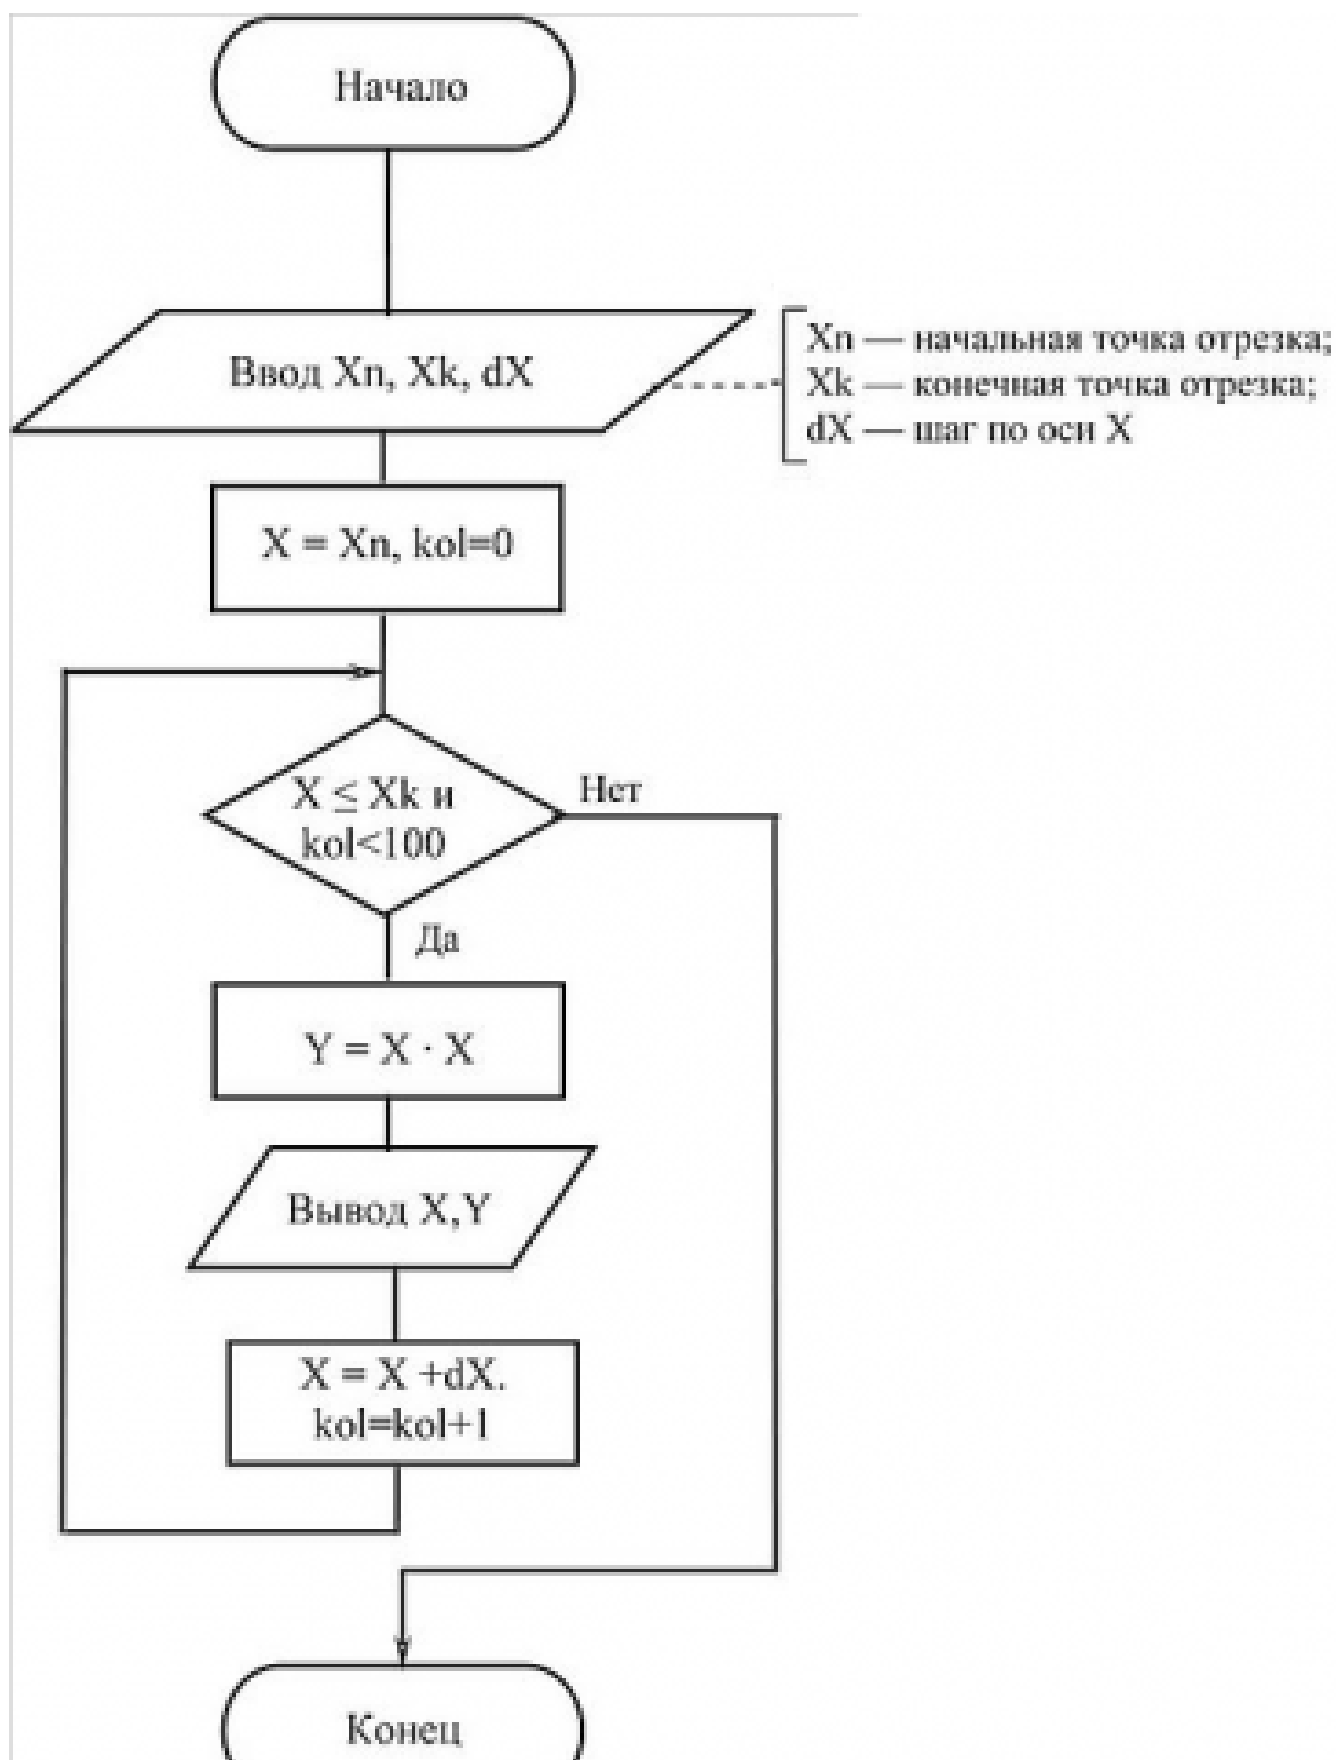 Начало
Ввод Xn, Xk, dX
Xn — начальная точка отрезка;
Xk — конечная точка отрезка;
dX — шаг по оси X
X = Xn, kol=0
X ≤ Xk и
kol<100
Нет
Да
Y = X · X
Вывод X,Y
X = X +dX.
kol=kol+1
Конец